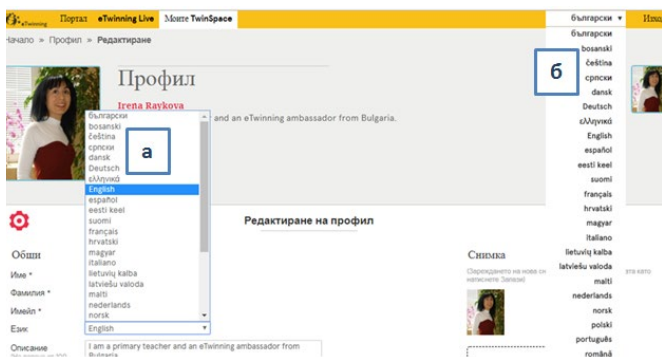 eTwinning Портал eTwinning Live Моите TwinSpace български
Начало » Профил » Редактиране
Профил
Irena Raykova
and an eTwinning ambassador from Bulgaria.
български
bosanski
čeština
српски
dansk
Deutsch
ελληνικά
English
español
eesti keel
suomi
français
hrvatski
magyar
italiano
lietuvių kalba
latviešu valoda
malti
nederlands
norsk
а
български
bosanski
čeština
српски
dansk
Deutsch
ελληνικά
English
español
eesti keel
suomi
français
hrvatski
magyar
italiano
lietuvių kalba
latviešu valoda
malti
nederlands
norsk
polski
português
română
б
Редактиране на профил
Общи
Име *
Фамилия *
Имейл *
Език English
Описание I am a primary teacher and an eTwinning ambassador from
Bulgaria.
Снимка
натиснете Запази)